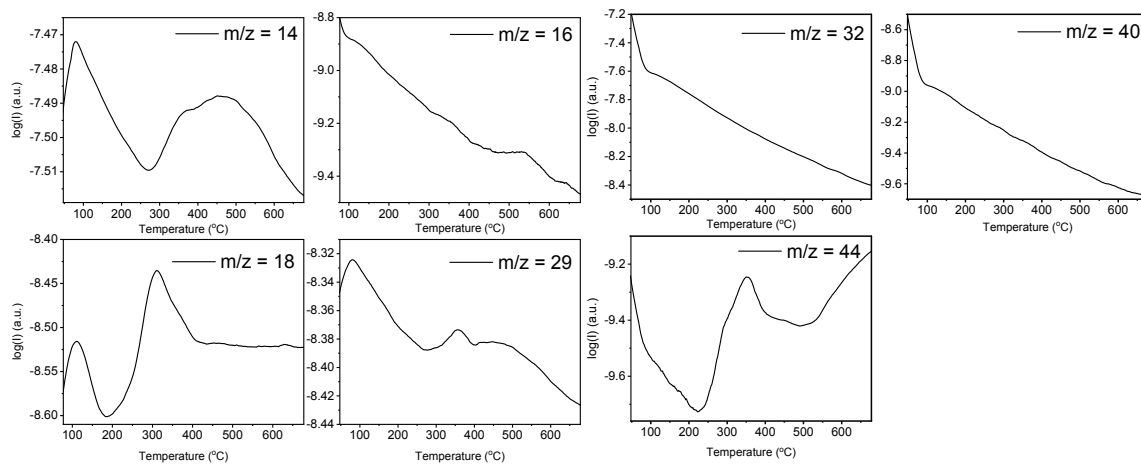 m/z = 14
-7.47
-7.48
-7.49
-7.50
-7.51
log(I) (a.u.)
100 200 300 400 500 600
Temperature (°C)
m/z = 16
-8.8
-9.0
-9.2
-9.4
log(I) (a.u.)
100 200 300 400 500 600
Temperature (°C)
m/z = 32
-7.2
-7.4
-7.6
-7.8
-8.0
-8.2
-8.4
log(I) (a.u.)
100 200 300 400 500 600
Temperature (°C)
m/z = 40
-8.6
-8.8
-9.0
-9.2
-9.4
-9.6
log(I) (a.u.)
100 200 300 400 500 600
Temperature (°C)
m/z = 18
-8.40
-8.45
-8.50
-8.55
-8.60
log(I) (a.u.)
100 200 300 400 500 600
Temperature (°C)
m/z = 29
-8.32
-8.34
-8.36
-8.38
-8.40
-8.42
-8.44
log(I) (a.u.)
100 200 300 400 500 600
Temperature (°C)
m/z = 44
-9.2
-9.4
-9.6
log(I) (a.u.)
100 200 300 400 500 600
Temperature (°C)